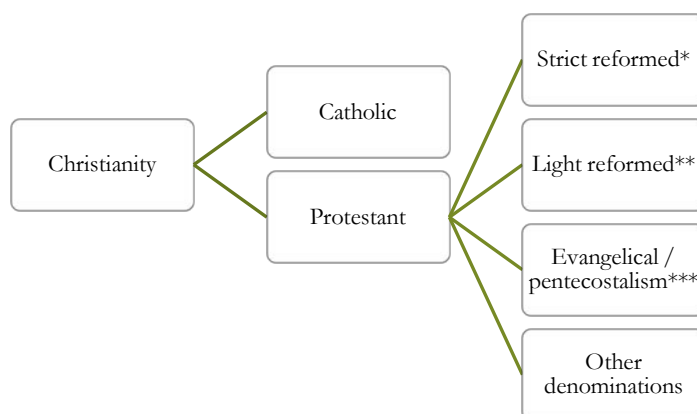 Christianity
Catholic
Protestant
Strict reformed*
Light reformed**
Evangelical /
pentecostalism***
Other
denominations